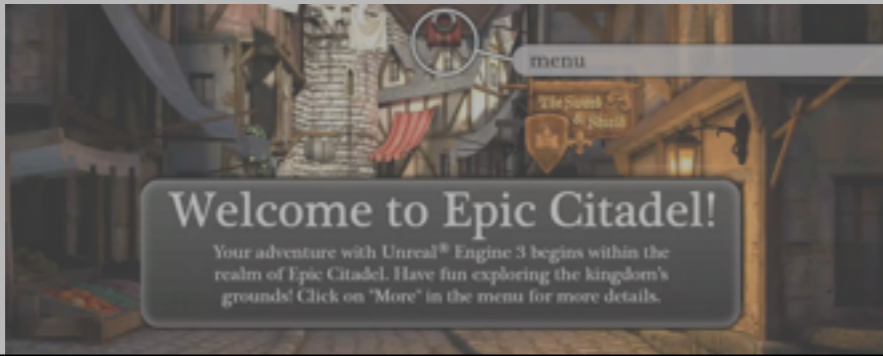 menu
The Sword
& Shield
Welcome to Epic Citadel!
Your adventure with Unreal® Engine 3 begins within the
realm of Epic Citadel. Have fun exploring the kingdom's
grounds! Click on "More" in the menu for more details.